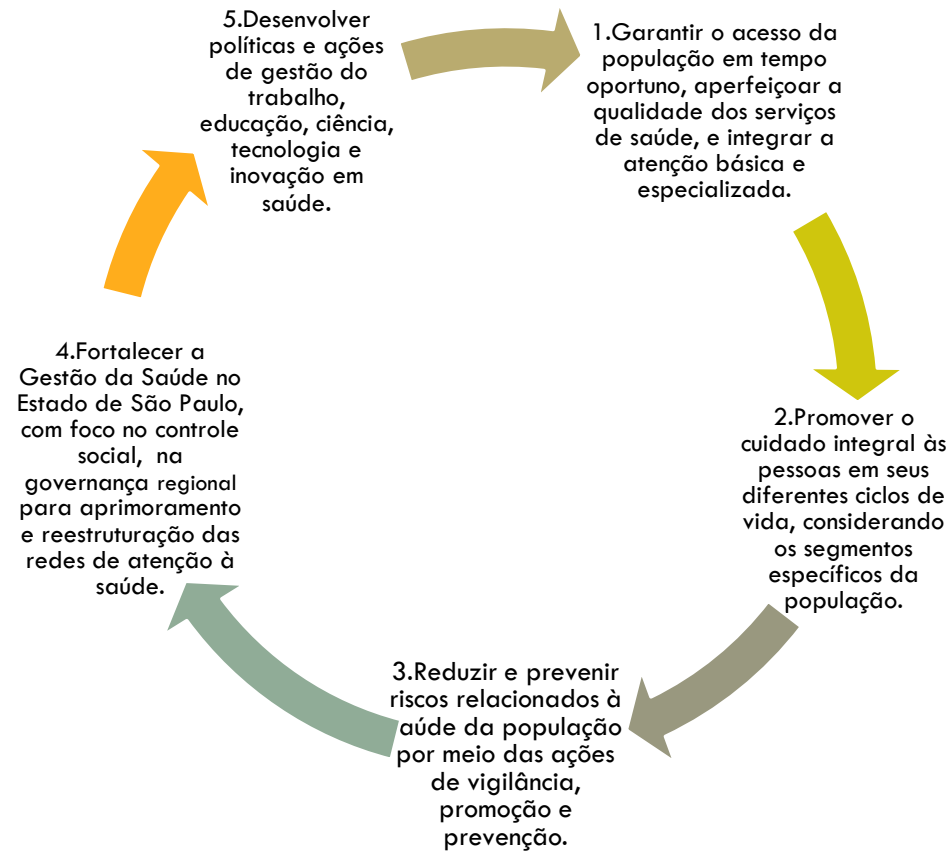 1.Garantir o acesso da
população em tempo
oportuno, aperfeiçoar a
qualidade dos serviços
de saúde, e integrar a
atenção básica e
especializada.
2.Promover o
cuidado integral às
pessoas em seus
diferentes ciclos de
vida, considerando
os segmentos
específicos da
população.
3.Reduzir e prevenir
riscos relacionados à
aúde da população
por meio das ações
de vigilância,
promoção e
prevenção.
4.Fortalecer a
Gestão da Saúde no
Estado de São Paulo,
com foco no controle
social, na
governança regional
para aprimoramento
e reestruturação das
redes de atenção à
saúde.
5.Desenvolver
políticas e ações
de gestão do
trabalho,
educação, ciência,
tecnologia e
inovação em
saúde.